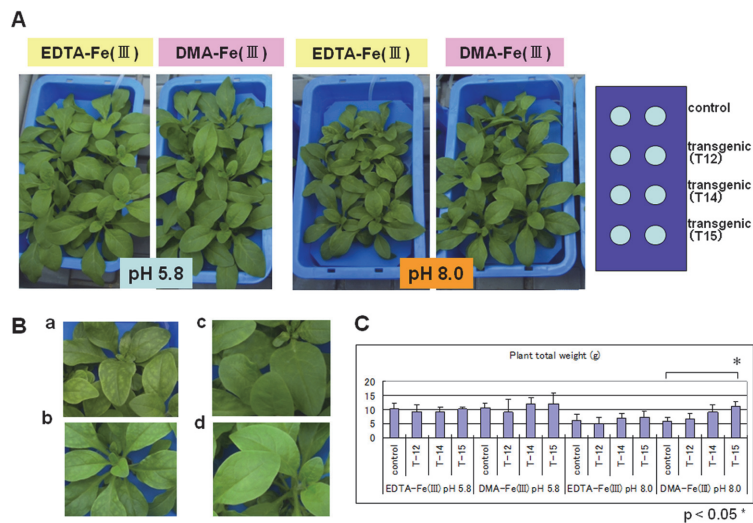 A
EDTA-Fe(Ⅲ) DMA-Fe(Ⅲ) EDTA-Fe(Ⅲ) DMA-Fe(Ⅲ)
control
transgenic
(T12)
transgenic
(T14)
transgenic
(T15)
pH 5.8 pH 8.0
B
a
c
b
d
C
Plant total weight (g)
*
20
15
10
5
0
control T-12 T-14 T-15 control T-12 T-14 T-15 control T-12 T-14 T-15 control T-12 T-14 T-15
EDTA-Fe(Ⅲ) pH 5.8 DMA-Fe(Ⅲ) pH 5.8 EDTA-Fe(Ⅲ) pH 8.0 DMA-Fe(Ⅲ) pH 8.0
p < 0.05 *